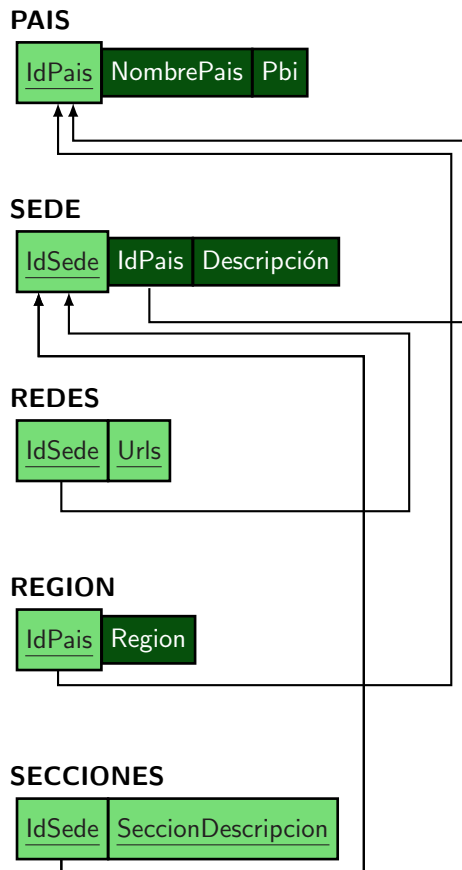 PAIS
IdPais NombrePais Pbi
SEDE
IdSede IdPais Descripción
REDES
IdSede Urls
REGION
IdPais Region
SECCIONES
IdSede SeccionDescripcion